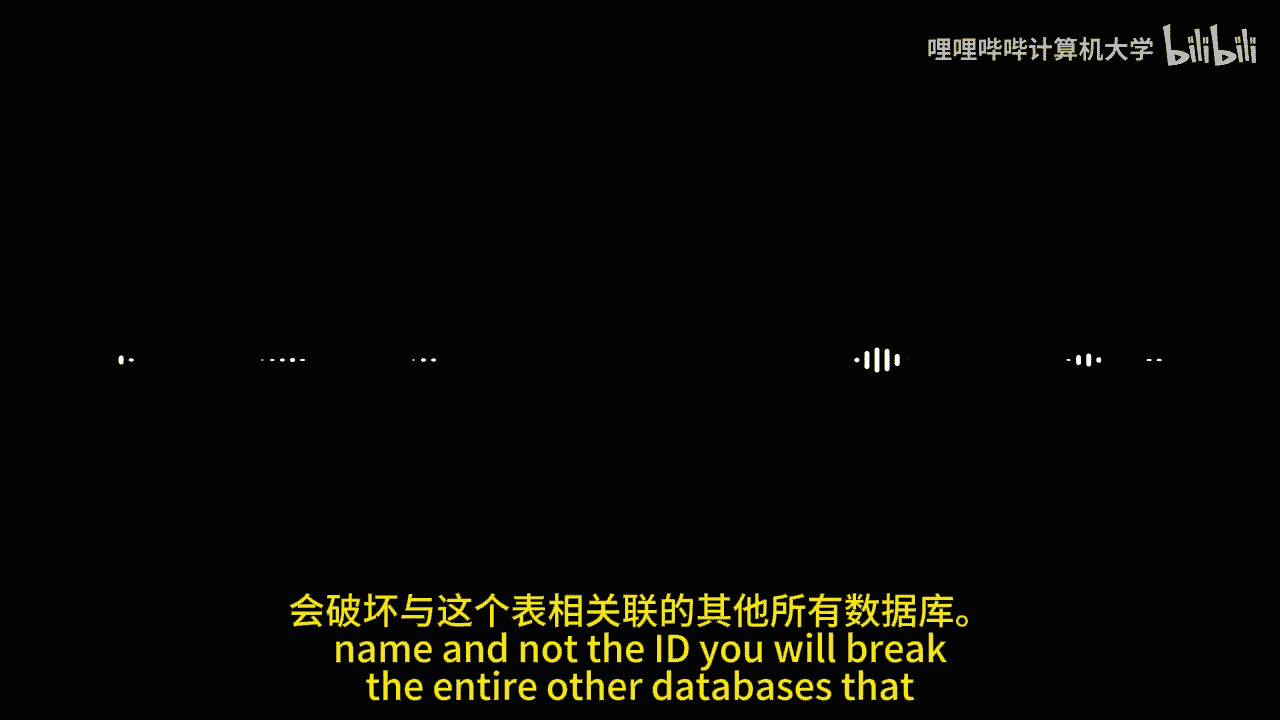 哩哩哔哔计算机大学 bilibili
会破坏与这个表相关联的其他所有数据库。
name and not the ID you will break
the entire other databases that